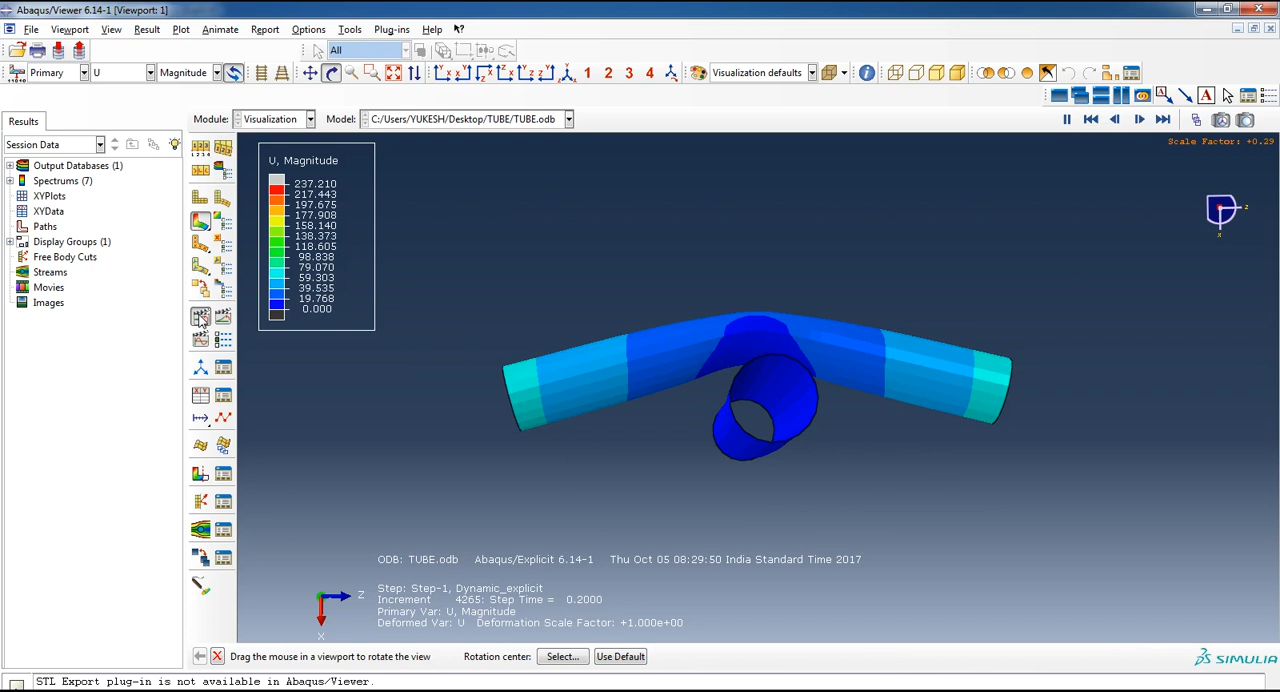 Abaqus/Viewer 6.14-1 [Viewport: 1]
File Viewport View Result Plot Animate Report Options Tools Plug-ins
All
Primary U Magnitude 1 2 3 4 Visualization defaults
Results
Module: Visualization Model: C:/Users/YUKESH/Desktop/TUBE/TUBE.odb
Session Data
Output Databases (1)
Spectrums (7)
XYPlots
XYData
Paths
Display Groups (1)
Free Body Cuts
Streams
Movies
Images
Scale Factor: +0.29
U, Magnitude
237.210
217.443
197.675
177.908
158.140
138.373
118.605
98.838
79.070
59.303
39.535
19.768
0.000
Z
X
ODB: TUBE.odb Abaqus/Explicit 6.14-1 Thu Aug 03 08:29:50 India Standard Time 2017
Step: Step-1, Dynamic_explicit
Increment 4265: Step Time = 0.2000
Primary Var: U, Magnitude
Deformed Var: U Deformation Scale Factor: +1.000e+00
Z
X
Drag the mouse in a viewport to rotate the view Rotation center: Select... Use Default
SIMULIA
STL Export plug-in is not available in Abaqus/Viewer.